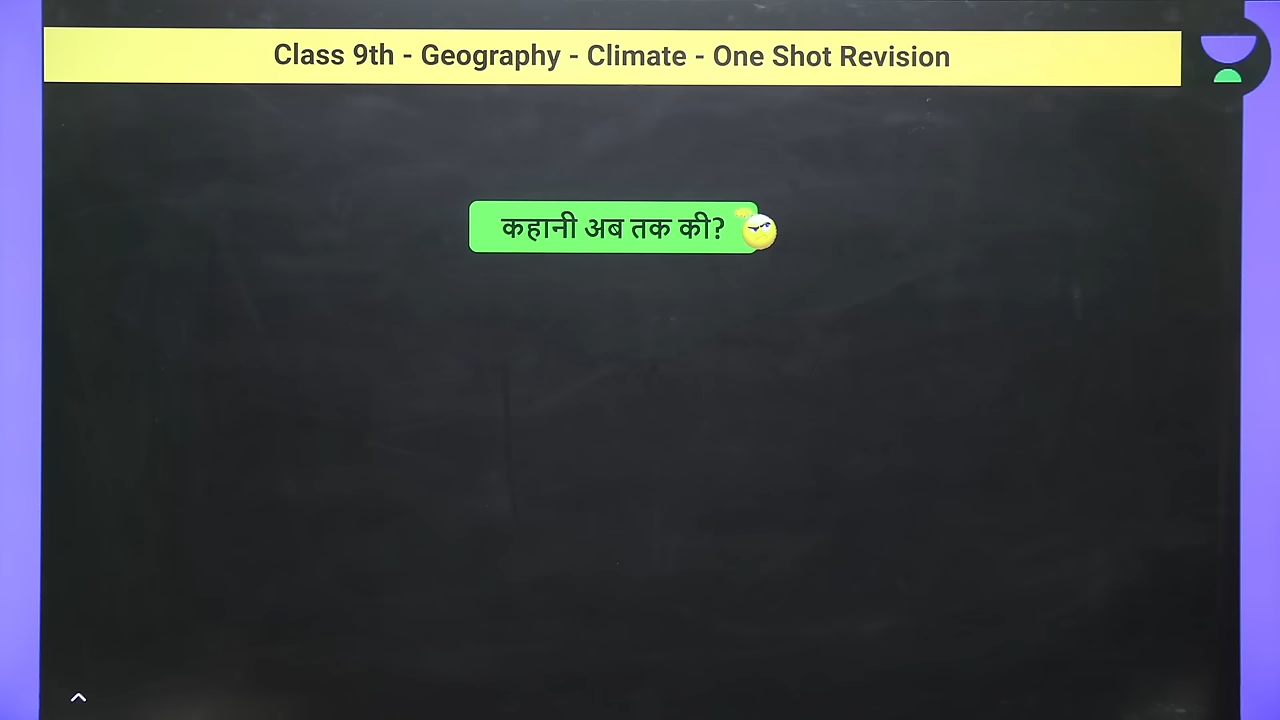 Class 9th - Geography - Climate - One Shot Revision
कहानी अब तक की?